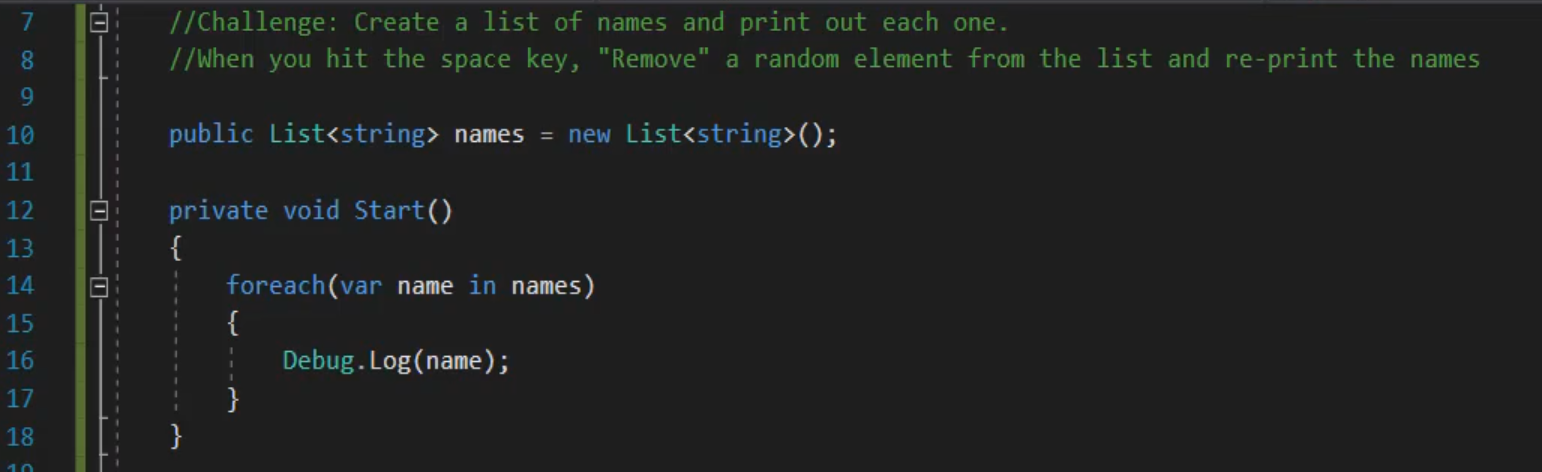 7 //Challenge: Create a list of names and print out each one.
8 //When you hit the space key, "Remove" a random element from the list and re-print the names
9
10 public List<string> names = new List<string>();
11
12 private void Start()
13 {
14 foreach(var name in names)
15 {
16 Debug.Log(name);
17 }
18 }